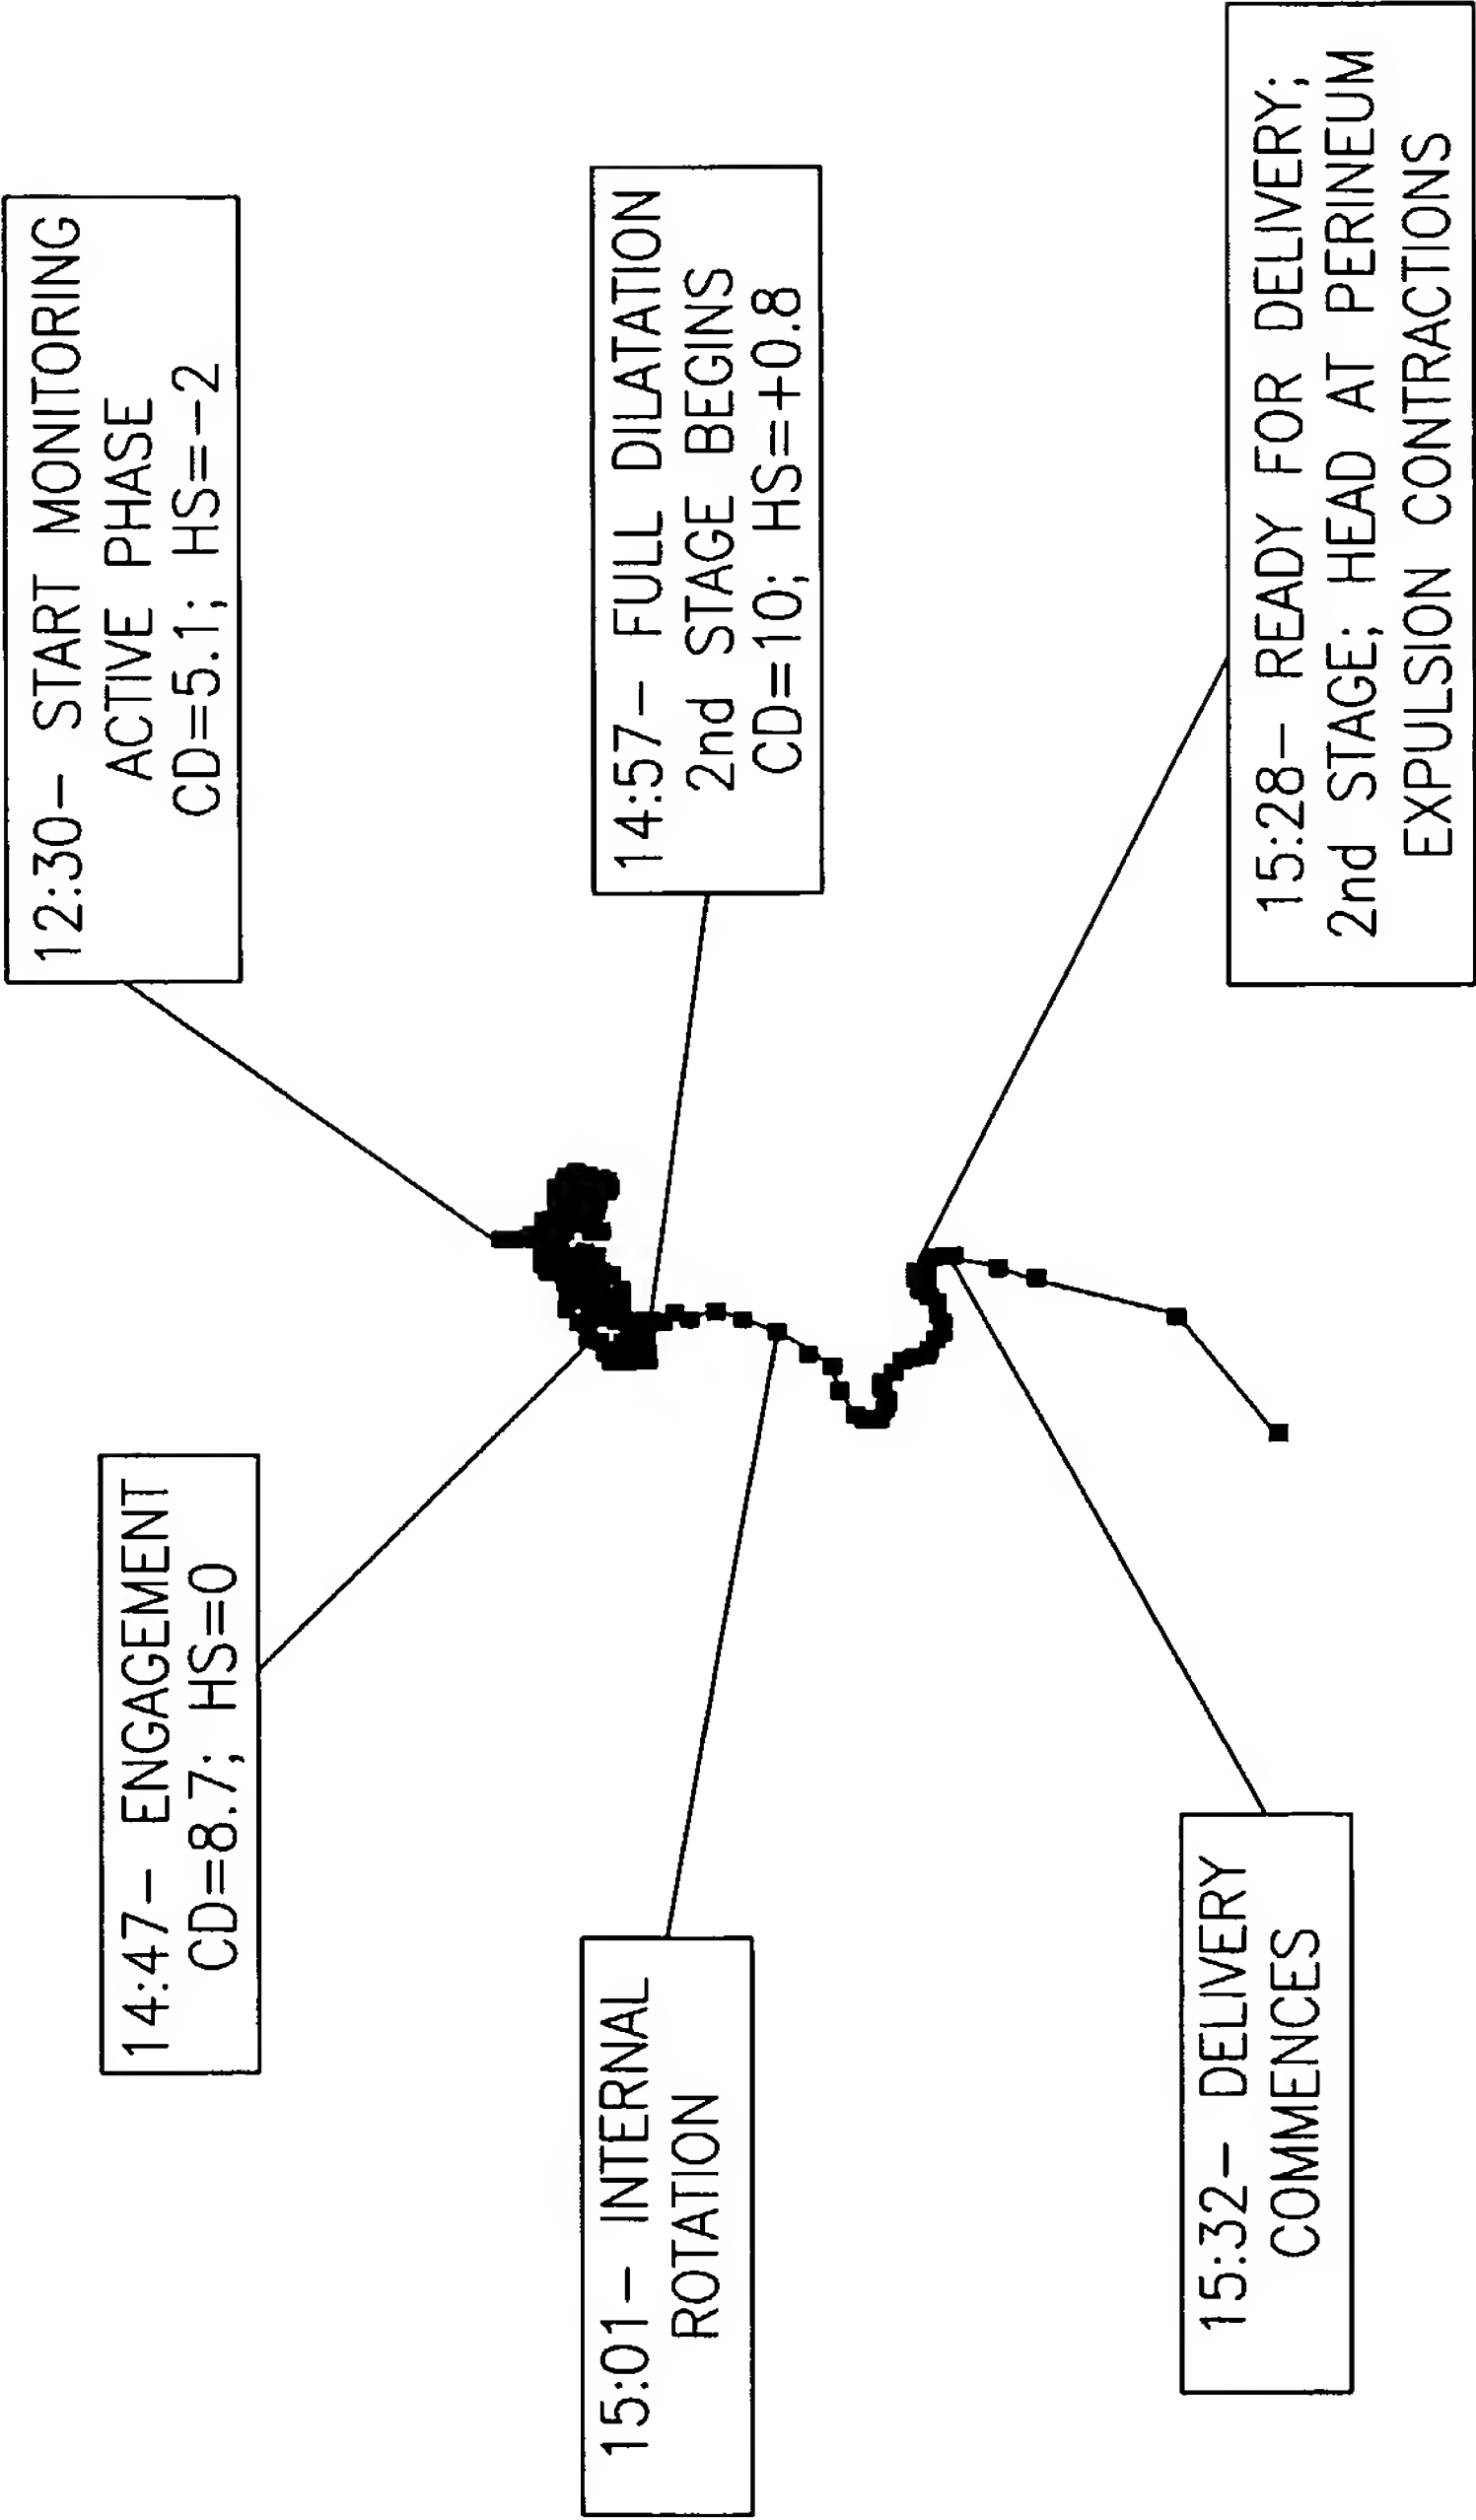 12:30- START MONITORING
ACTIVE PHASE
CD=5.1; HS=-2
14:47- ENGAGEMENT
CD=8.7; HS=0
14:57- FULL DILATATION
2nd STAGE BEGINS
CD=10; HS=+0.8
15:01- INTERNAL
ROTATION
15:28- READY FOR DELIVERY;
2nd STAGE; HEAD AT PERINEUM
EXPULSION CONTRACTIONS
15:32- DELIVERY
COMMENCES